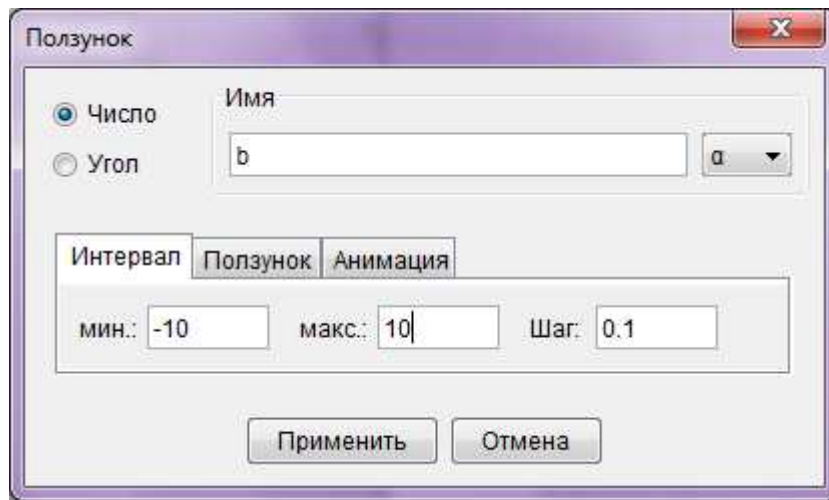 Ползунок
Число
Имя
Угол
b
α
Интервал Ползунок Анимация
мин.: -10 макс.: 10 Шаг: 0.1
Применить Отмена